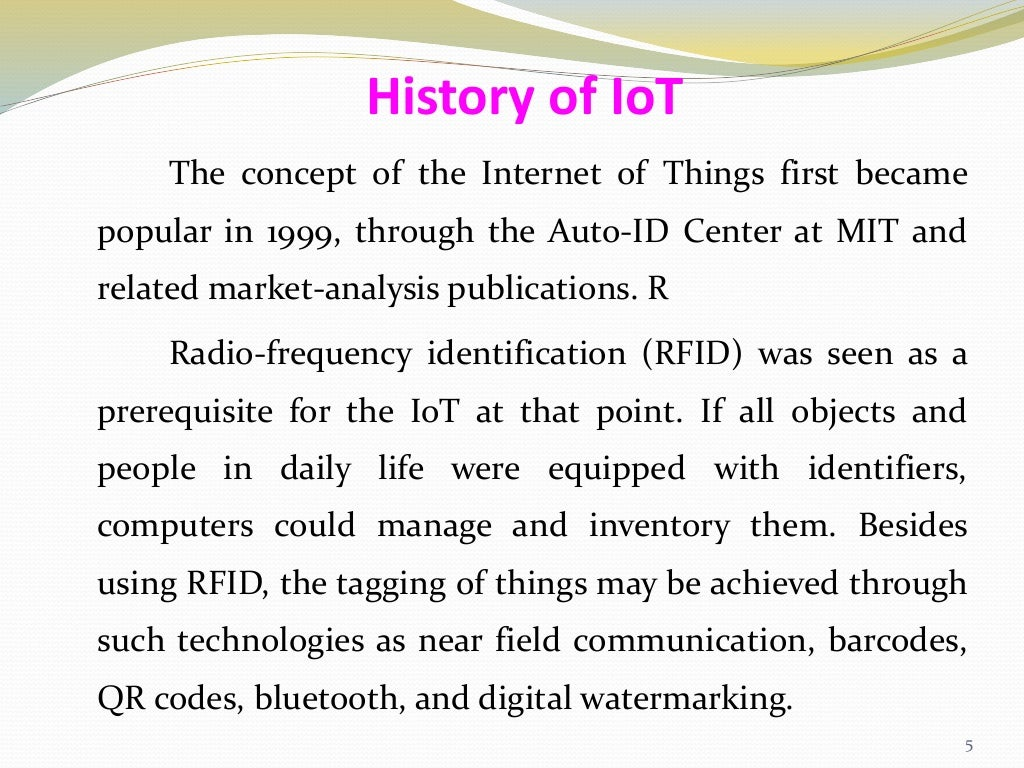 History of IoT
The concept of the Internet of Things first became
popular in 1999, through the Auto-ID Center at MIT and
related market-analysis publications. R
Radio-frequency identification (RFID) was seen as a
prerequisite for the IoT at that point. If all objects and
people in daily life were equipped with identifiers,
computers could manage and inventory them. Besides
using RFID, the tagging of things may be achieved through
such technologies as near field communication, barcodes,
QR codes, bluetooth, and digital watermarking.
5